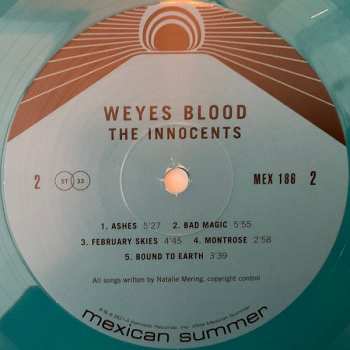 WEYES BLOOD
THE INNOCENTS
2 ST 33 MEX 186 2
1. ASHES 5'27 2. BAD MAGIC 5'55
3. FEBRUARY SKIES 4'45 4. MONTROSE 2'58
5. BOUND TO EARTH 3'39
All songs written by Natalie Mering, copyright control
mexican summer